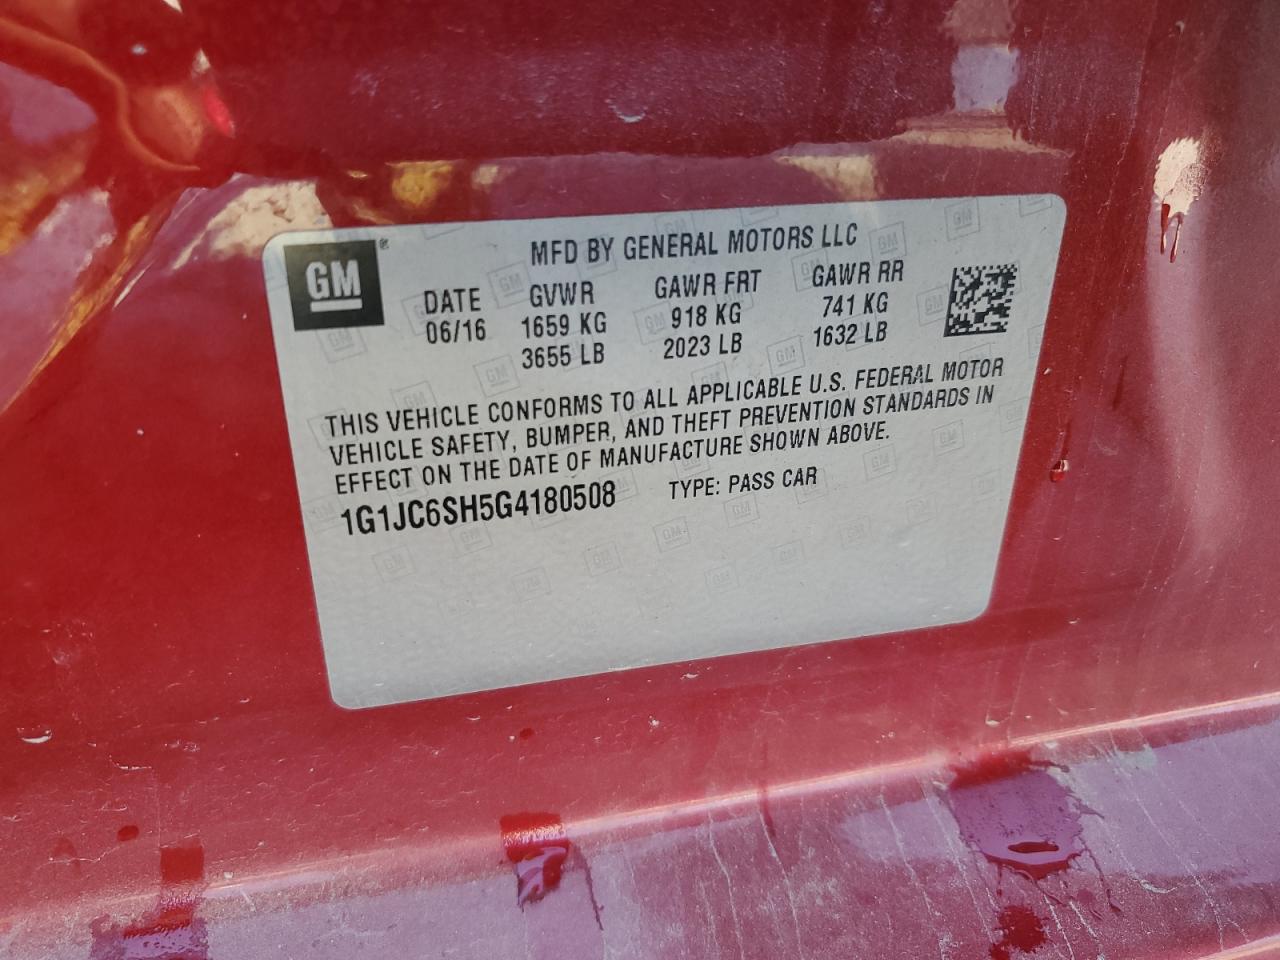 GM®
MFD BY GENERAL MOTORS LLC
DATE GVWR GAWR FRT GAWR RR
06/16 1659 KG 918 KG 741 KG
3655 LB 2023 LB 1632 LB
THIS VEHICLE CONFORMS TO ALL APPLICABLE U.S. FEDERAL MOTOR
VEHICLE SAFETY, BUMPER, AND THEFT PREVENTION STANDARDS IN
EFFECT ON THE DATE OF MANUFACTURE SHOWN ABOVE.
1G1JC6SH5G4180508 TYPE: PASS CAR